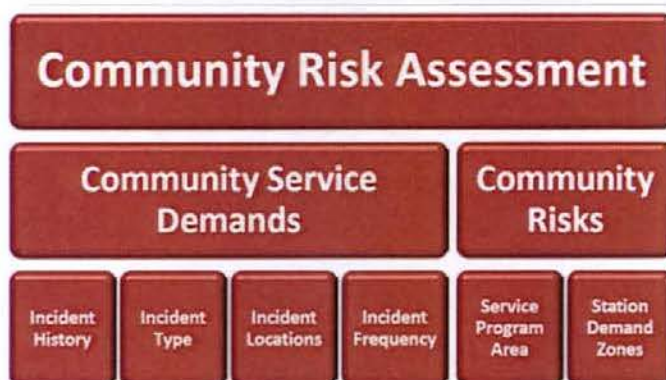 Community Risk Assessment
Community Service
Demands
Community
Risks
Incident
History
Incident
Type
Incident
Locations
Incident
Frequency
Service
Program
Area
Station
Demand
Zones